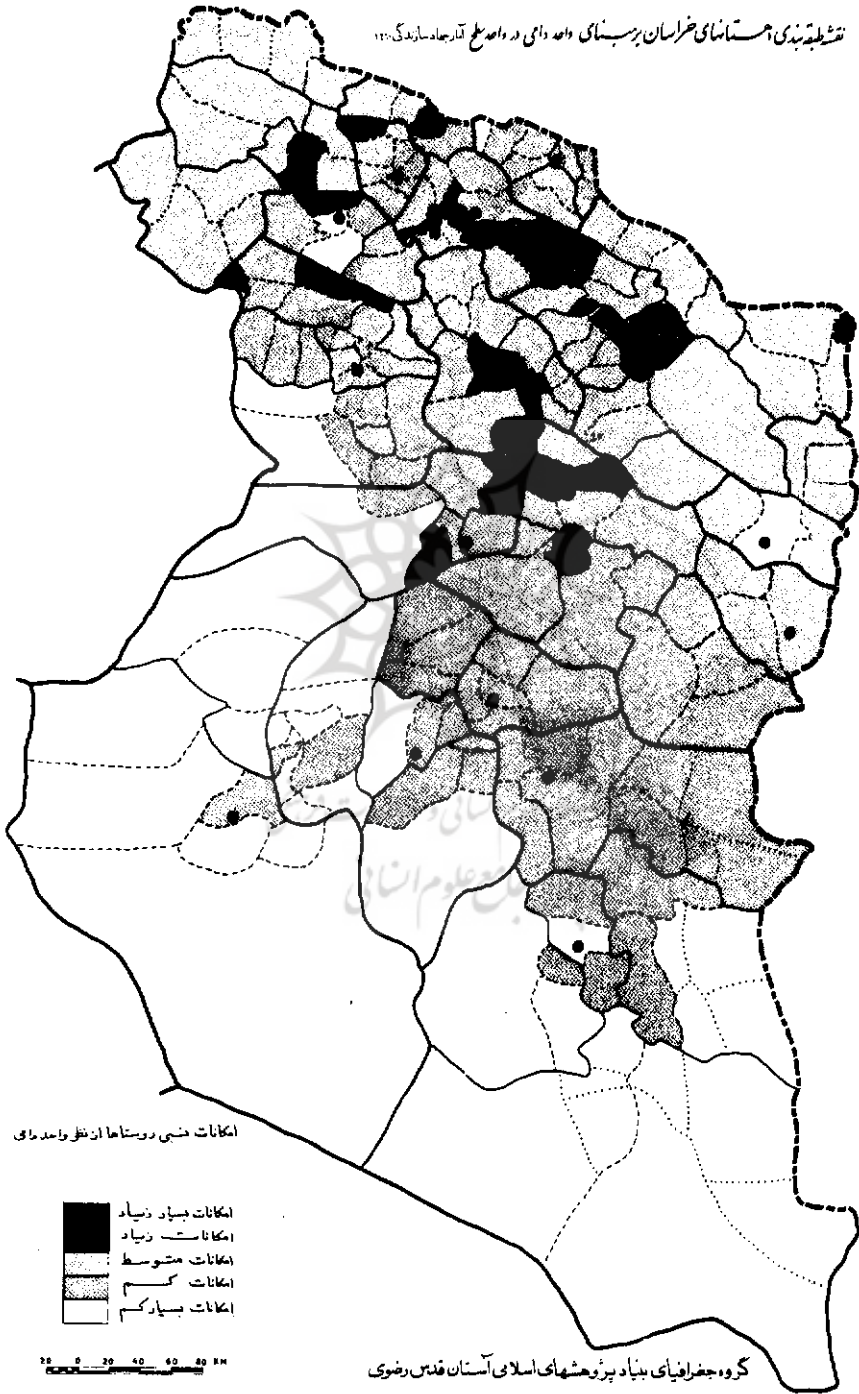 نقشه طبقه بندی دهستانهای خراسان بر مبنای واحد دامی در واحد سطح آمار جهاد سازندگی
امکانات نسبی روستاها از نظر واحد دامی
امکانات بسیار زیاد
امکانات زیاد
امکانات متوسط
امکانات کم
امکانات بسیار کم
20 0 20 40 60 80 KM
گروه جغرافیای بنیاد پژوهشهای اسلامی آستان قدس رضوی